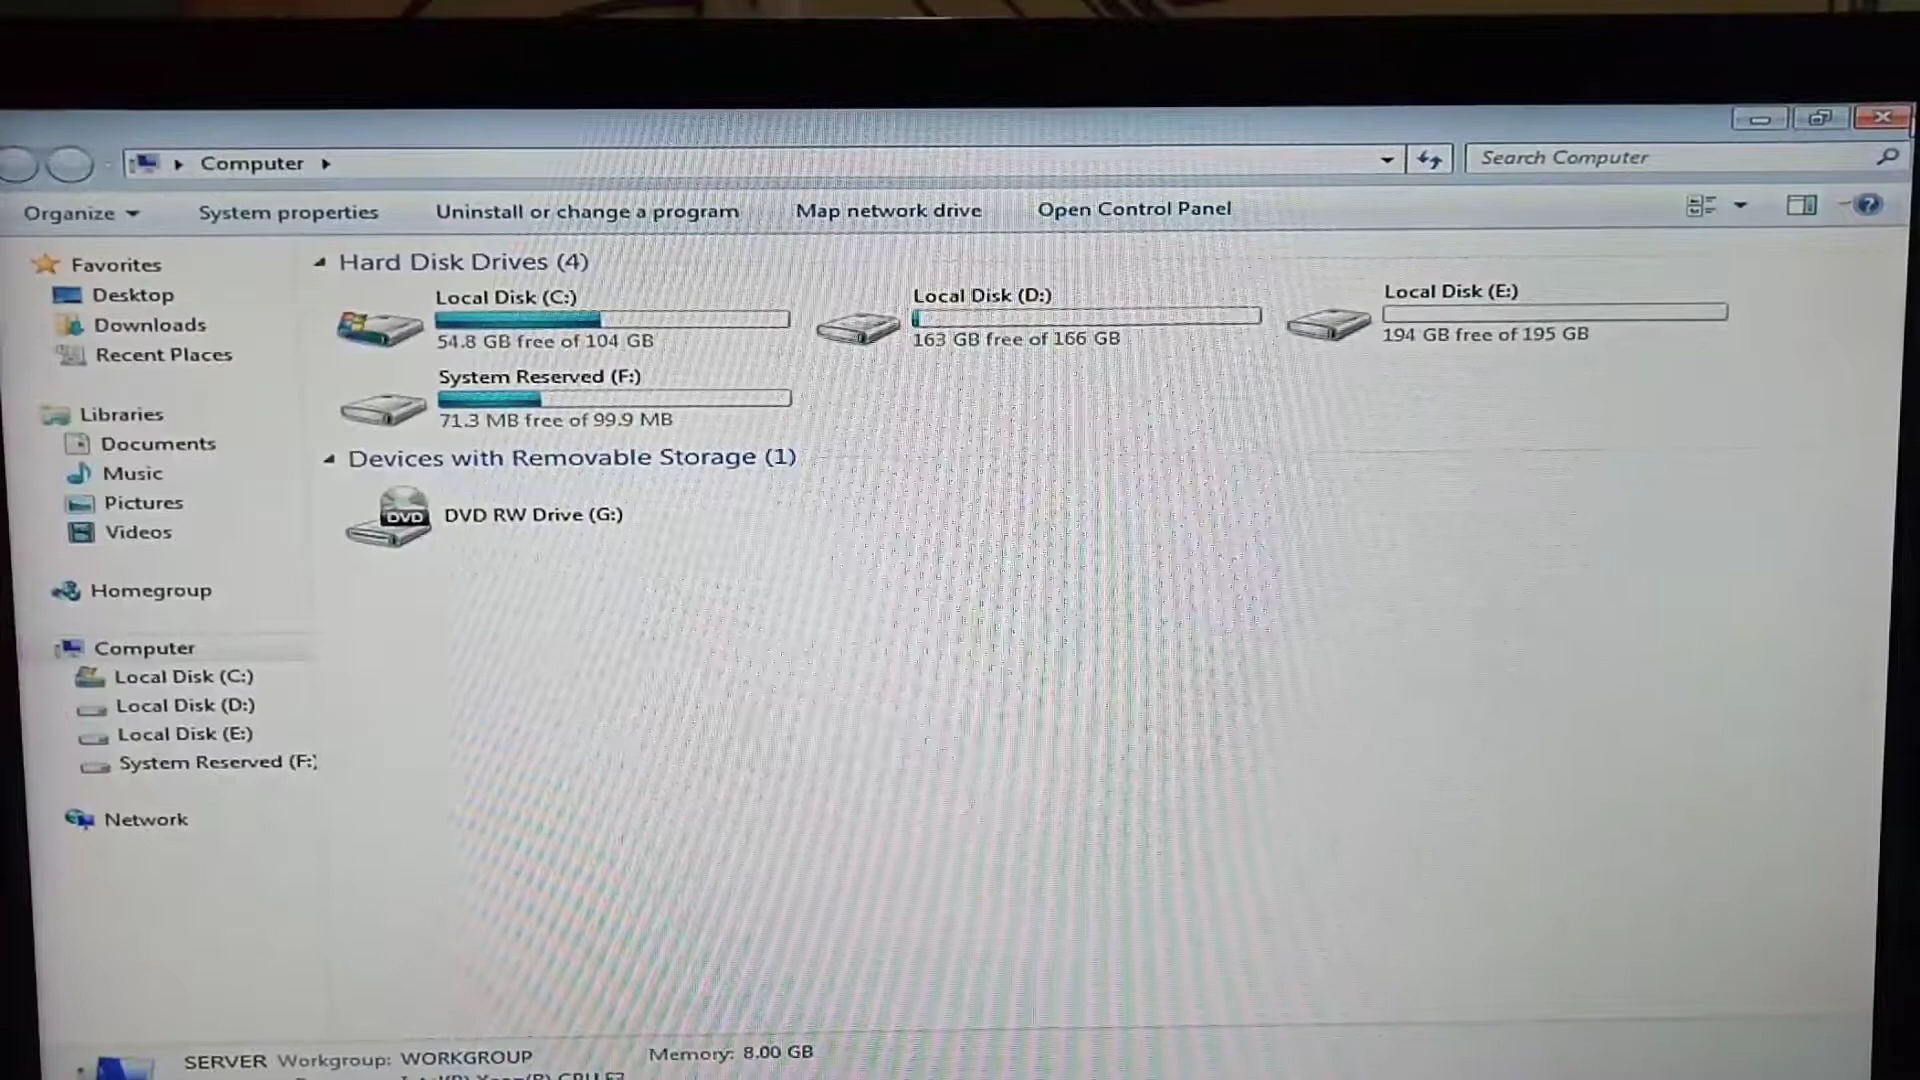 Computer
Search Computer
Organize
System properties
Uninstall or change a program
Map network drive
Open Control Panel
Favorites
Desktop
Downloads
Recent Places
Libraries
Documents
Music
Pictures
Videos
Homegroup
Computer
Local Disk (C:)
Local Disk (D:)
Local Disk (E:)
System Reserved (F:)
Network
Hard Disk Drives (4)
Local Disk (C:)
54.8 GB free of 104 GB
Local Disk (D:)
163 GB free of 166 GB
Local Disk (E:)
194 GB free of 195 GB
System Reserved (F:)
71.3 MB free of 99.9 MB
Devices with Removable Storage (1)
DVD
DVD RW Drive (G:)
SERVER Workgroup: WORKGROUP
Memory: 8.00 GB